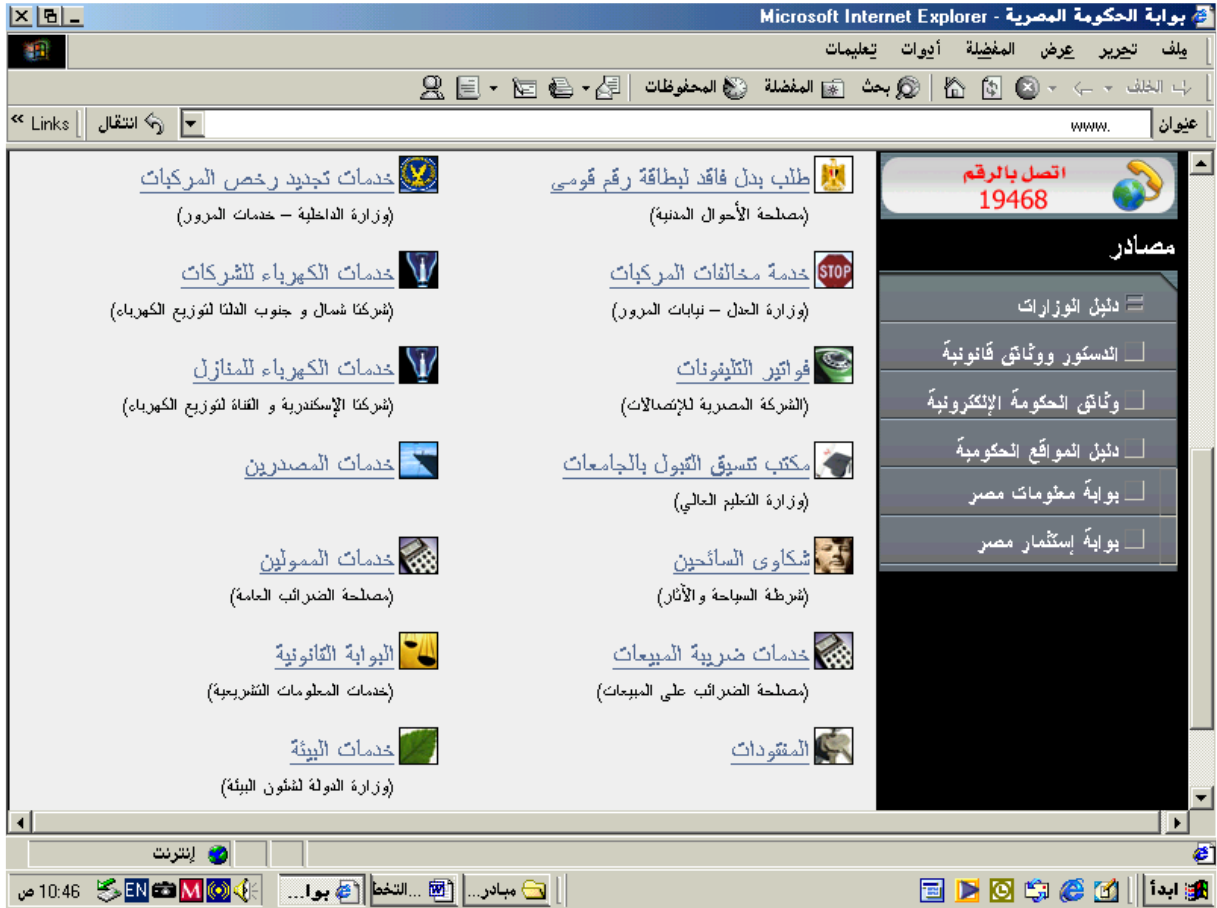 بوابة الحكومة المصرية - Microsoft Internet Explorer
ملف تحرير عرض المفضلة أدوات تعليمات
الخلف بحث المفضلة المحفوظات
عنوان www. انتقال Links »
اتصل بالرقم
19468
مصادر
دليل الوزارات
الدستور ووثائق قانونية
وثائق الحكومة الإلكترونية
دليل المواقع الحكومية
بوابة معلومات مصر
بوابة إستثمار مصر
طلب بدل فاقد لبطاقة رقم قومى
(مصلحة الأحوال المدنية)
خدمات تجديد رخص المركبات
(وزارة الداخلية – خدمات المرور)
STOP
خدمة مخالفات المركبات
(وزارة العدل – نيابات المرور)
خدمات الكهرباء للشركات
(شركتا شمال و جنوب الدلتا لتوزيع الكهرباء)
فواتير التليفونات
(الشركة المصرية للإتصالات)
خدمات الكهرباء للمنازل
(شركتا الإسكندرية و القناة لتوزيع الكهرباء)
مكتب تنسيق القبول بالجامعات
(وزارة التعليم العالي)
خدمات المصدرين
شكاوى السائحين
(شرطة السياحة والأثار)
خدمات الممولين
(مصلحة الضرائب العامة)
خدمات ضريبة المبيعات
(مصلحة الضرائب على المبيعات)
البوابة القانونية
(خدمات المعلومات التشريعية)
المفقودات
خدمات البيئة
(وزارة الدولة لشئون البيئة)
إنترنت
ابدأ
مبادر...
التخط...
بوا...
EN
10:46 ص